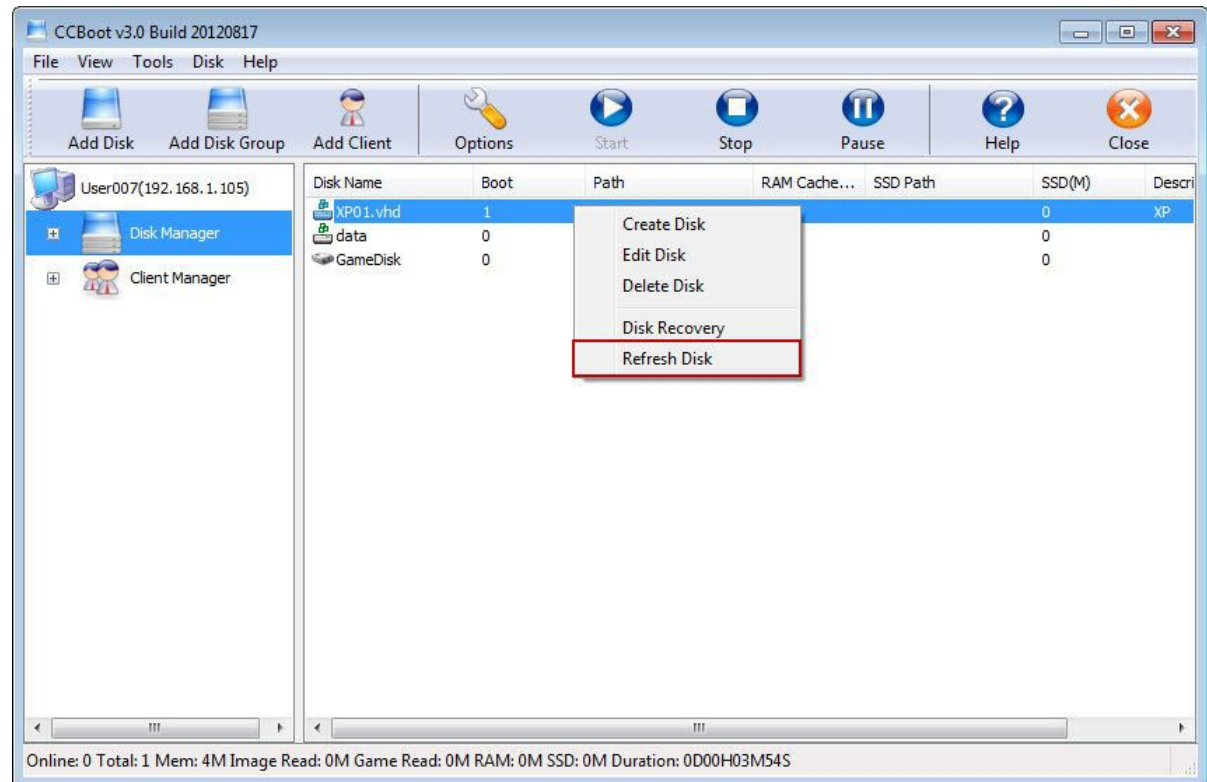 CCBoot v3.0 Build 20120817
File View Tools Disk Help
Add Disk Add Disk Group Add Client Options Start Stop Pause Help Close
User007(192.168.1.105)
Disk Manager
Client Manager
Disk Name Boot Path RAM Cache... SSD Path SSD(M) Descri
XP01.vhd 1 0 XP
data 0 0
GameDisk 0 0
Create Disk
Edit Disk
Delete Disk
Disk Recovery
Refresh Disk
Online: 0 Total: 1 Mem: 4M Image Read: 0M Game Read: 0M RAM: 0M SSD: 0M Duration: 0D00H03M54S